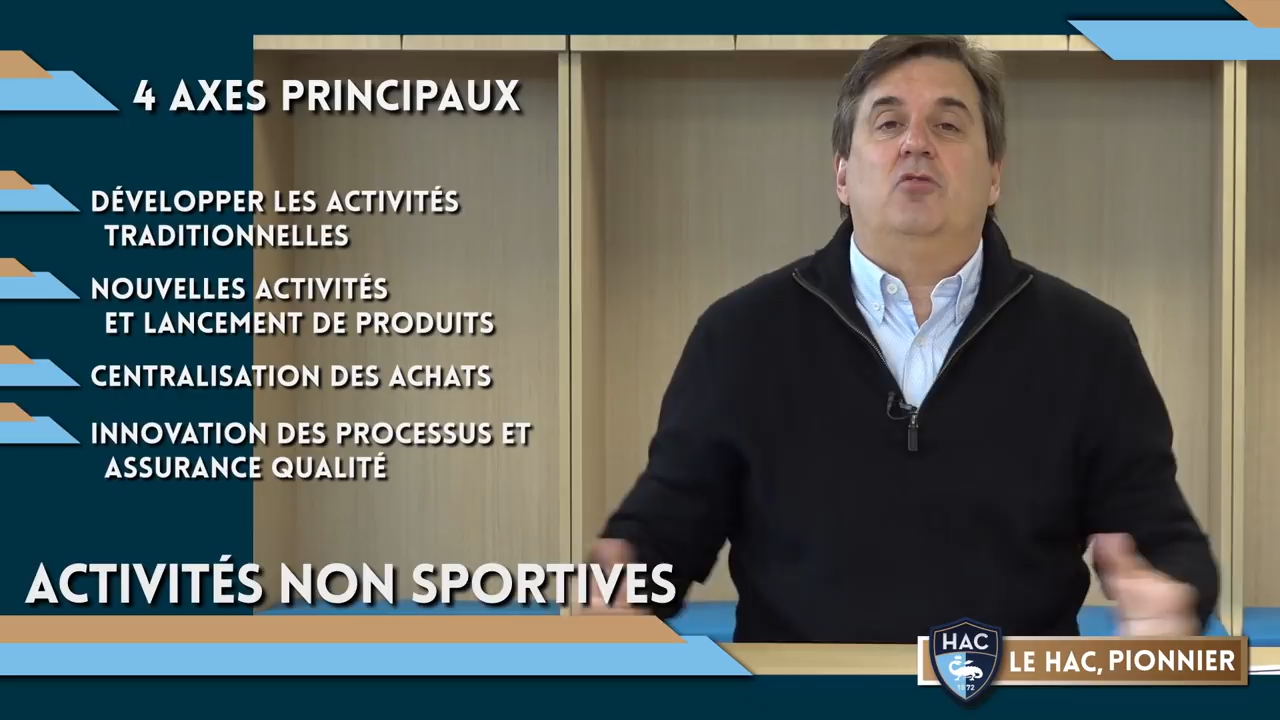 4 AXES PRINCIPAUX
DÉVELOPPER LES ACTIVITÉS
TRADITIONNELLES
NOUVELLES ACTIVITÉS
ET LANCEMENT DE PRODUITS
CENTRALISATION DES ACHATS
INNOVATION DES PROCESSUS ET
ASSURANCE QUALITÉ
ACTIVITÉS NON SPORTIVES
HAC
1872
LE HAC, PIONNIER